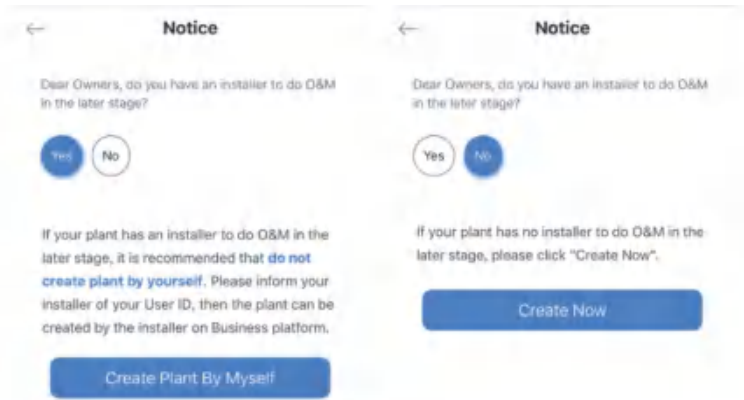 Notice
Dear Owners, do you have an installer to do O&M
in the later stage?
Yes
No
If your plant has an installer to do O&M in the
later stage, it is recommended that do not
create plant by yourself. Please inform your
installer of your User ID, then the plant can be
created by the installer on Business platform.
Create Plant By Myself
Notice
Dear Owners, do you have an installer to do O&M
in the later stage?
Yes
No
If your plant has no installer to do O&M in the
later stage, please click "Create Now".
Create Now